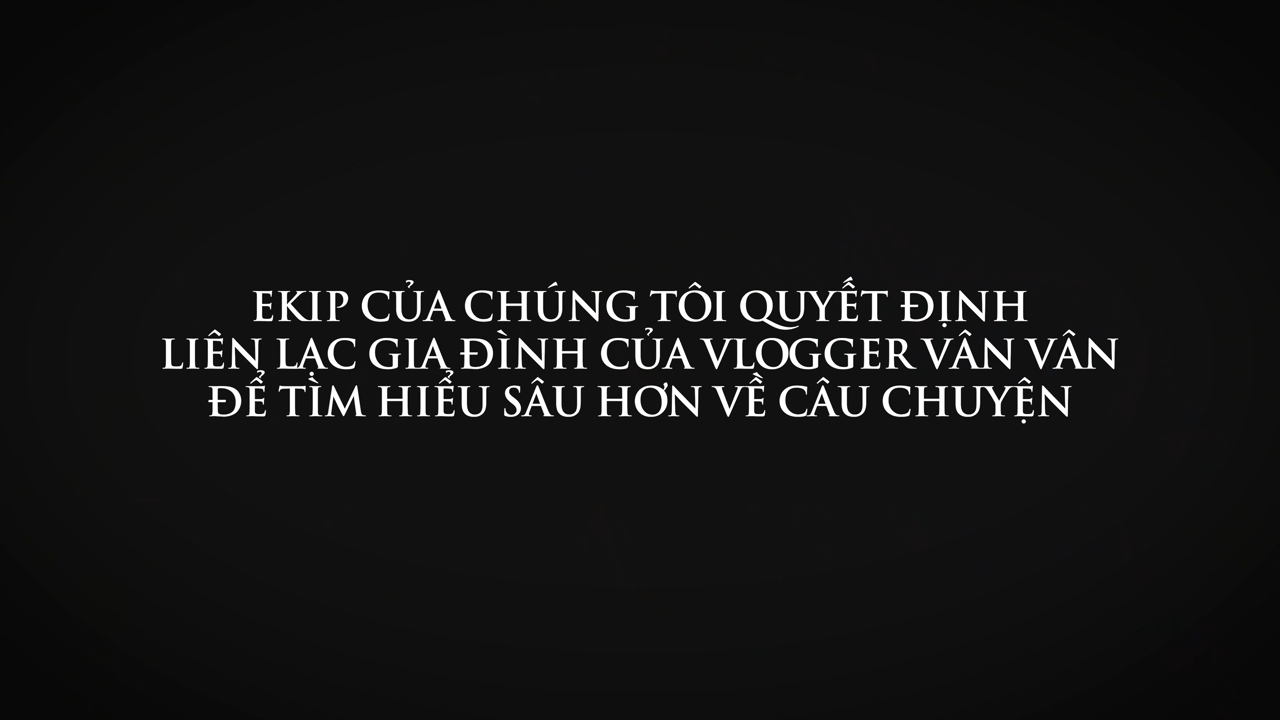 EKIP CỦA CHÚNG TÔI QUYẾT ĐỊNH
LIÊN LẠC GIA ĐÌNH CỦA VLOGGER VÂN VÂN
ĐỂ TÌM HIỂU SÂU HƠN VỀ CÂU CHUYỆN